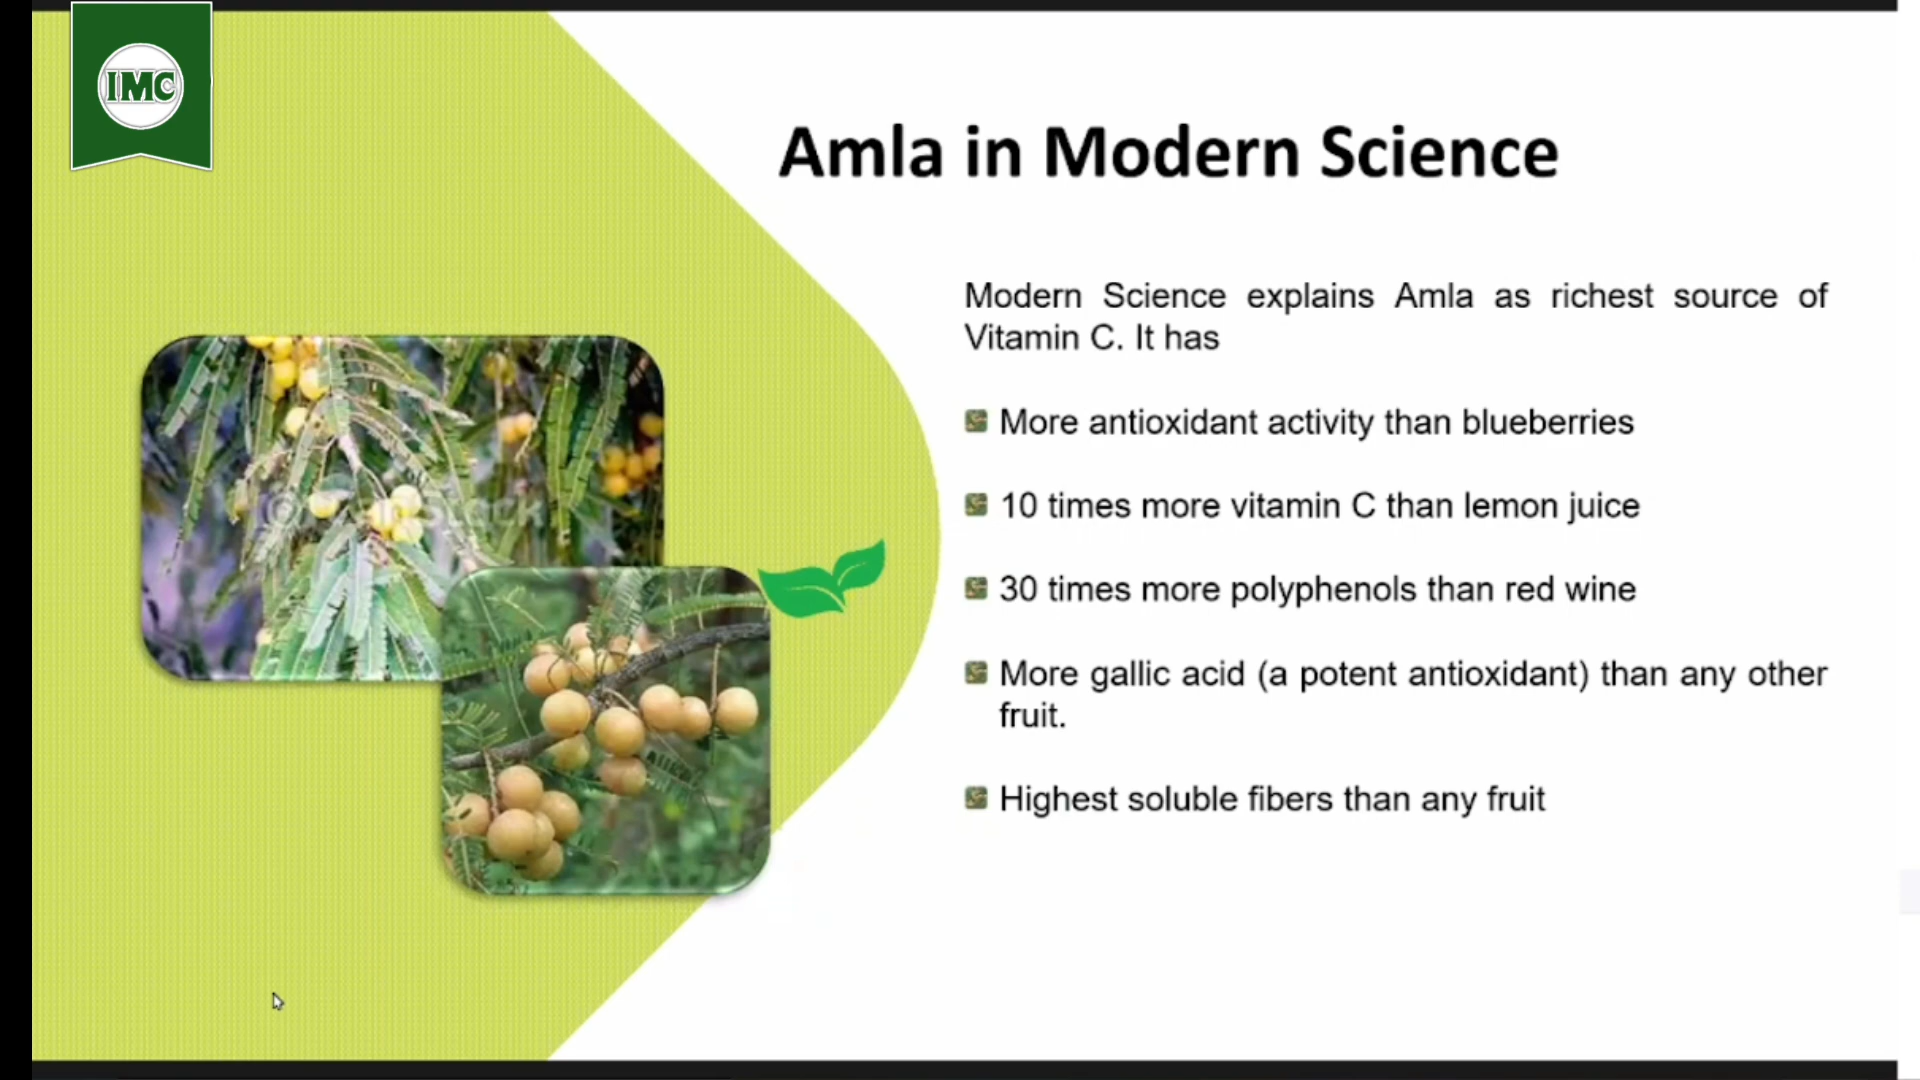 IMC
Amla in Modern Science
Modern Science explains Amla as richest source of
Vitamin C. It has
More antioxidant activity than blueberries
10 times more vitamin C than lemon juice
30 times more polyphenols than red wine
More gallic acid (a potent antioxidant) than any other
fruit.
Highest soluble fibers than any fruit